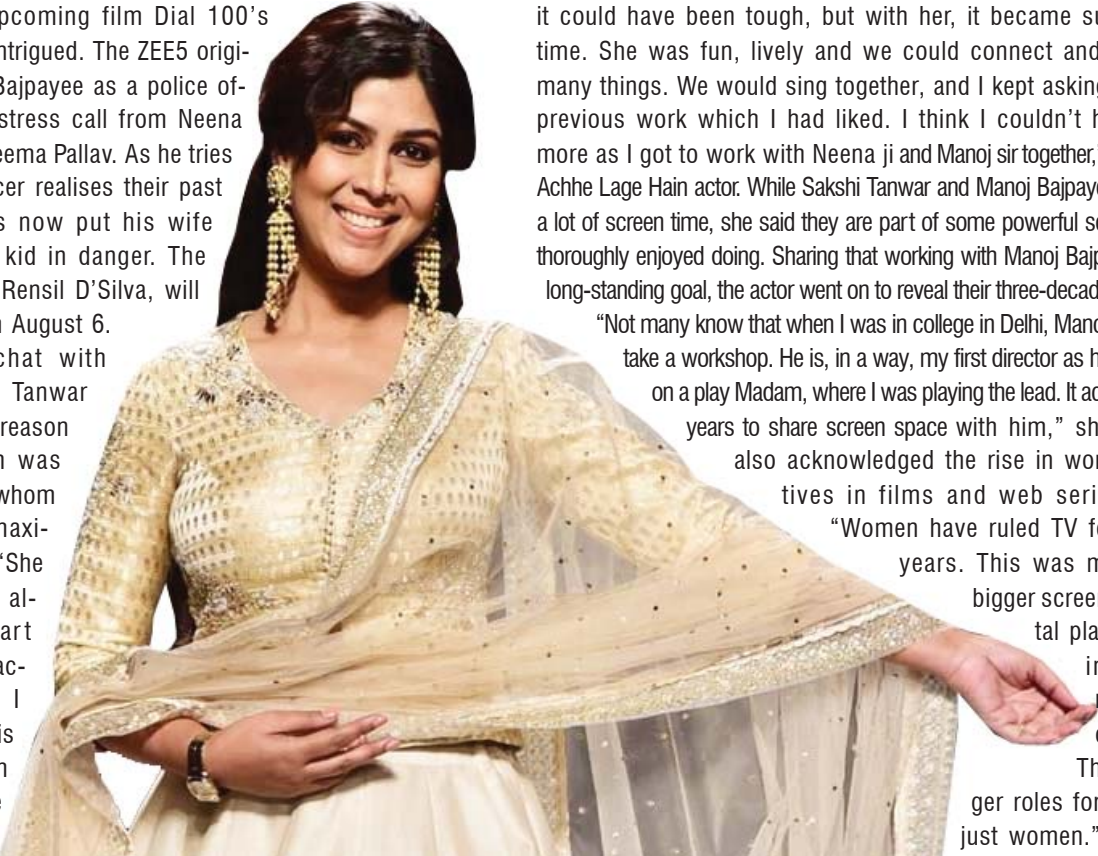 pcoming film Dial 100’s
ntrigued. The ZEE5 origi-
Bajpayee as a police of-
stress call from Neena
eema Pallav. As he tries
cer realises their past
s now put his wife
kid in danger. The
Rensil D’Silva, will
August 6.
chat with
Tanwar
reason
was
whom
maxi-
“She
al-
art
ac-
I
is
it could have been tough, but with her, it became su
time. She was fun, lively and we could connect and
many things. We would sing together, and I kept asking
previous work which I had liked. I think I couldn’t h
more as I got to work with Neena ji and Manoj sir together,”
Achhe Lage Hain actor. While Sakshi Tanwar and Manoj Bajpaye
a lot of screen time, she said they are part of some powerful sc
thoroughly enjoyed doing. Sharing that working with Manoj Bajp
long-standing goal, the actor went on to reveal their three-decad
“Not many know that when I was in college in Delhi, Mano
take a workshop. He is, in a way, my first director as h
on a play Madam, where I was playing the lead. It ac
years to share screen space with him,” sh
also acknowledged the rise in wor
tives in films and web seri
“Women have ruled TV fo
years. This was m
bigger screen
tal pla
in
Th
ger roles for
just women.”